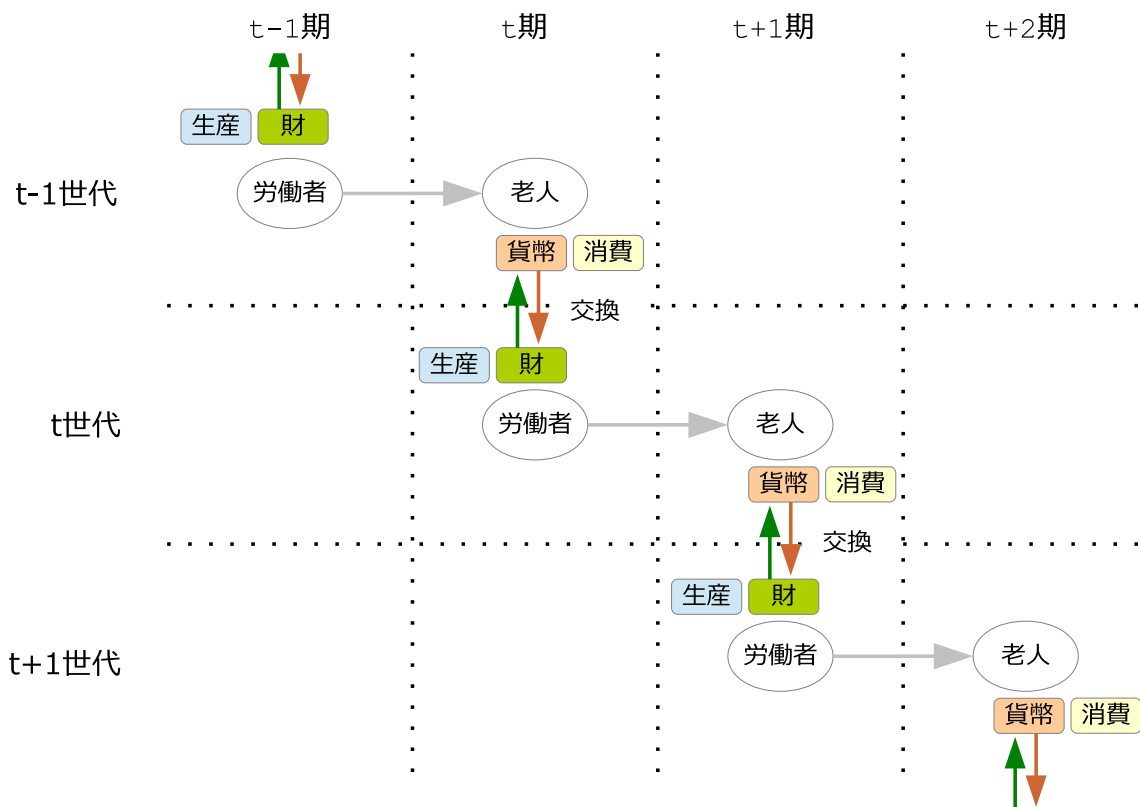 t-1期 t期 t+1期 t+2期
生産 財
t-1世代 労働者 老人
貨幣 消費
交換
生産 財
t世代 労働者 老人
貨幣 消費
交換
生産 財
t+1世代 労働者 老人
貨幣 消費